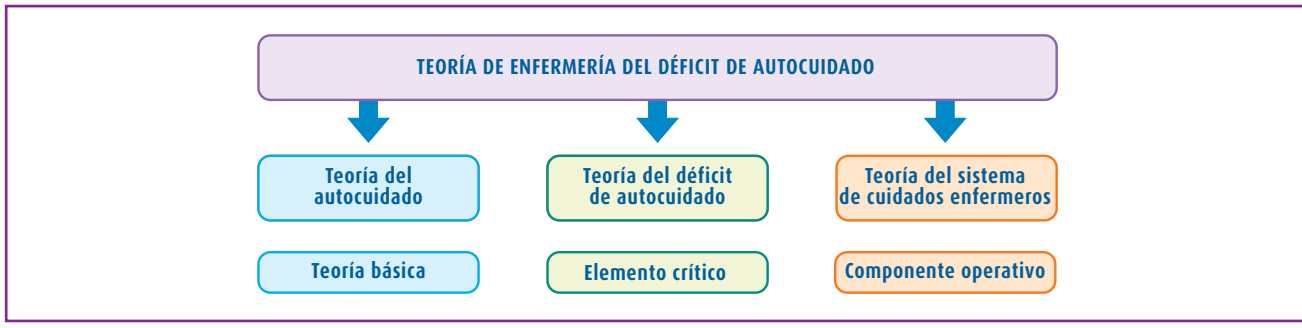 TEORÍA DE ENFERMERÍA DEL DÉFICIT DE AUTOCUIDADO
Teoría del
autocuidado
Teoría del déficit
de autocuidado
Teoría del sistema
de cuidados enfermeros
Teoría básica
Elemento crítico
Componente operativo